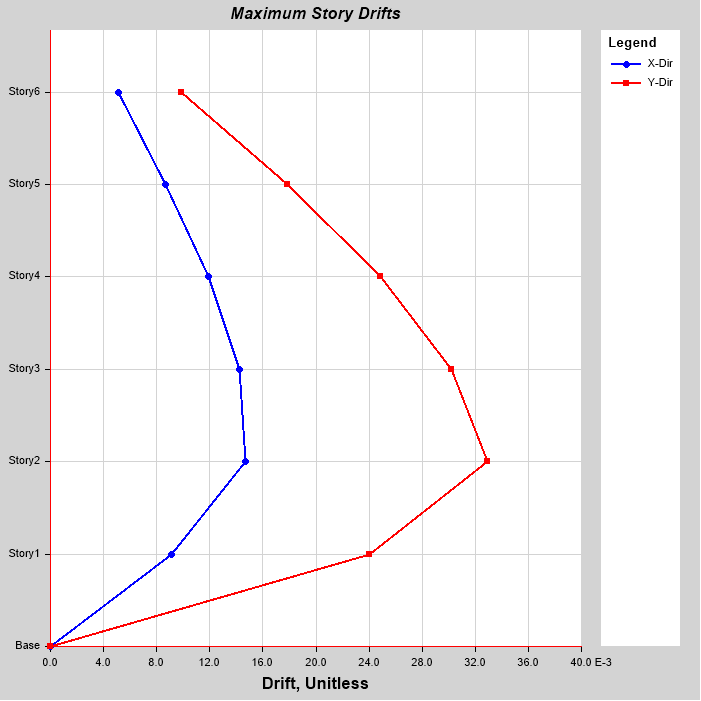 Maximum Story Drifts
Legend
X-Dir
Y-Dir
Story6
Story5
Story4
Story3
Story2
Story1
Base
0.0 4.0 8.0 12.0 16.0 20.0 24.0 28.0 32.0 36.0 40.0 E-3
Drift, Unitless